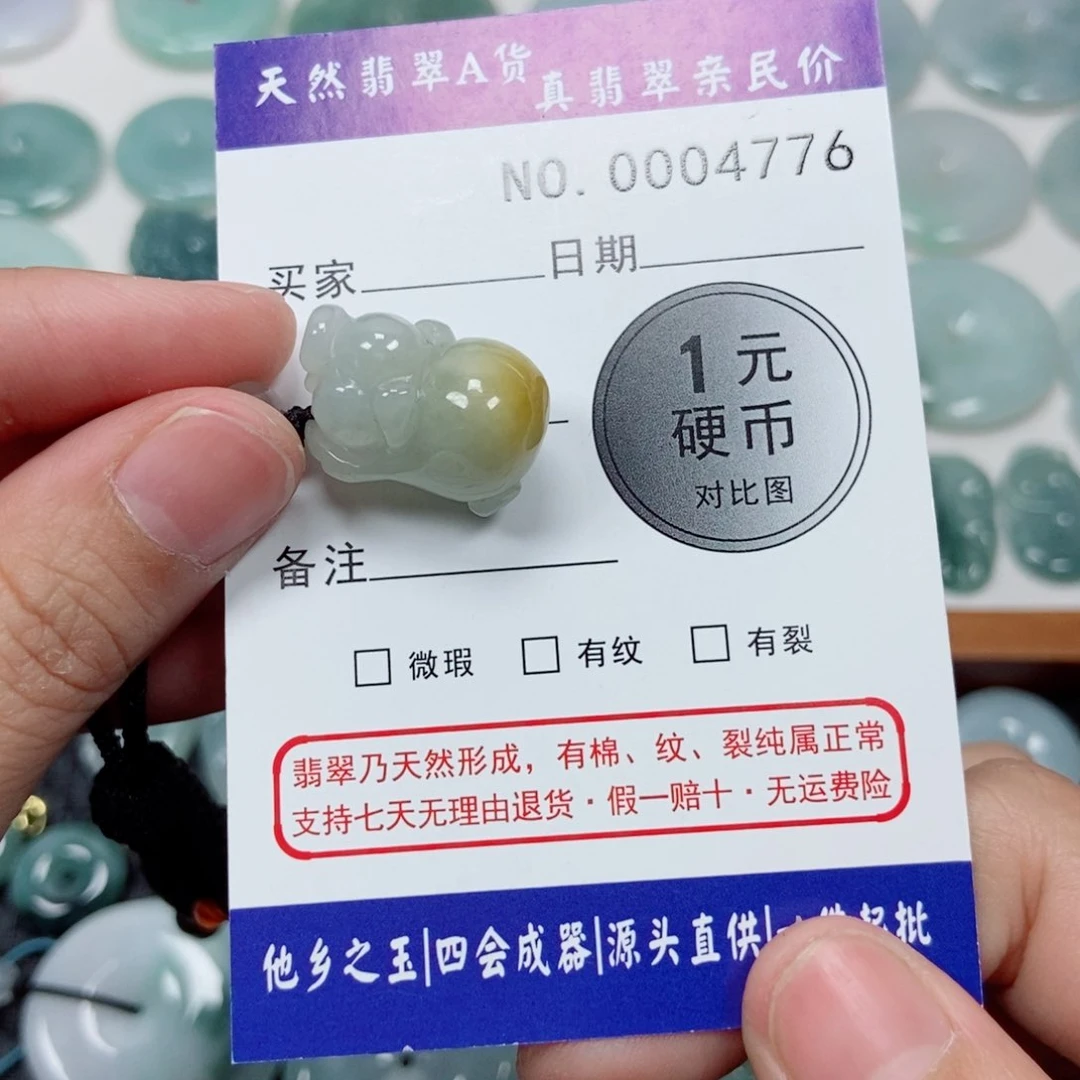 天然翡翠A货 真翡翠亲民价
NO. 0004776
买家 日期
1元
硬币
对比图
备注
微瑕 有纹 有裂
翡翠乃天然形成，有棉、纹、裂纯属正常
支持七天无理由退货·假一赔十·无运费险
他乡之玉|四会成器|源头直供|
批